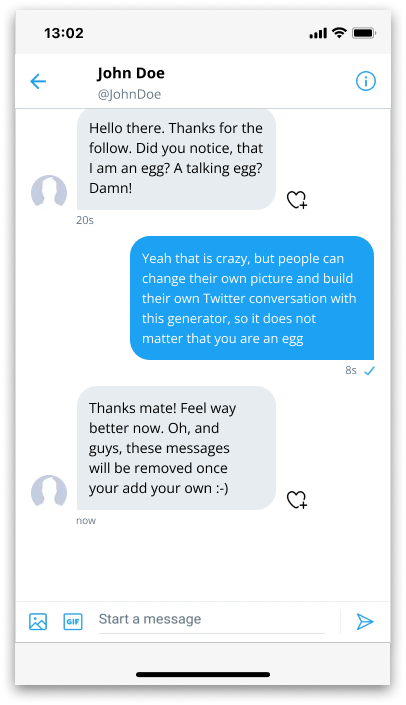 13:02
John Doe
@JohnDoe
Hello there. Thanks for the
follow. Did you notice, that
I am an egg? A talking egg?
Damn!
20s
Yeah that is crazy, but people can
change their own picture and build
their own Twitter conversation with
this generator, so it does not
matter that you are an egg
8s
Thanks mate! Feel way
better now. Oh, and
guys, these messages
will be removed once
your add your own :-)
now
GIF
Start a message